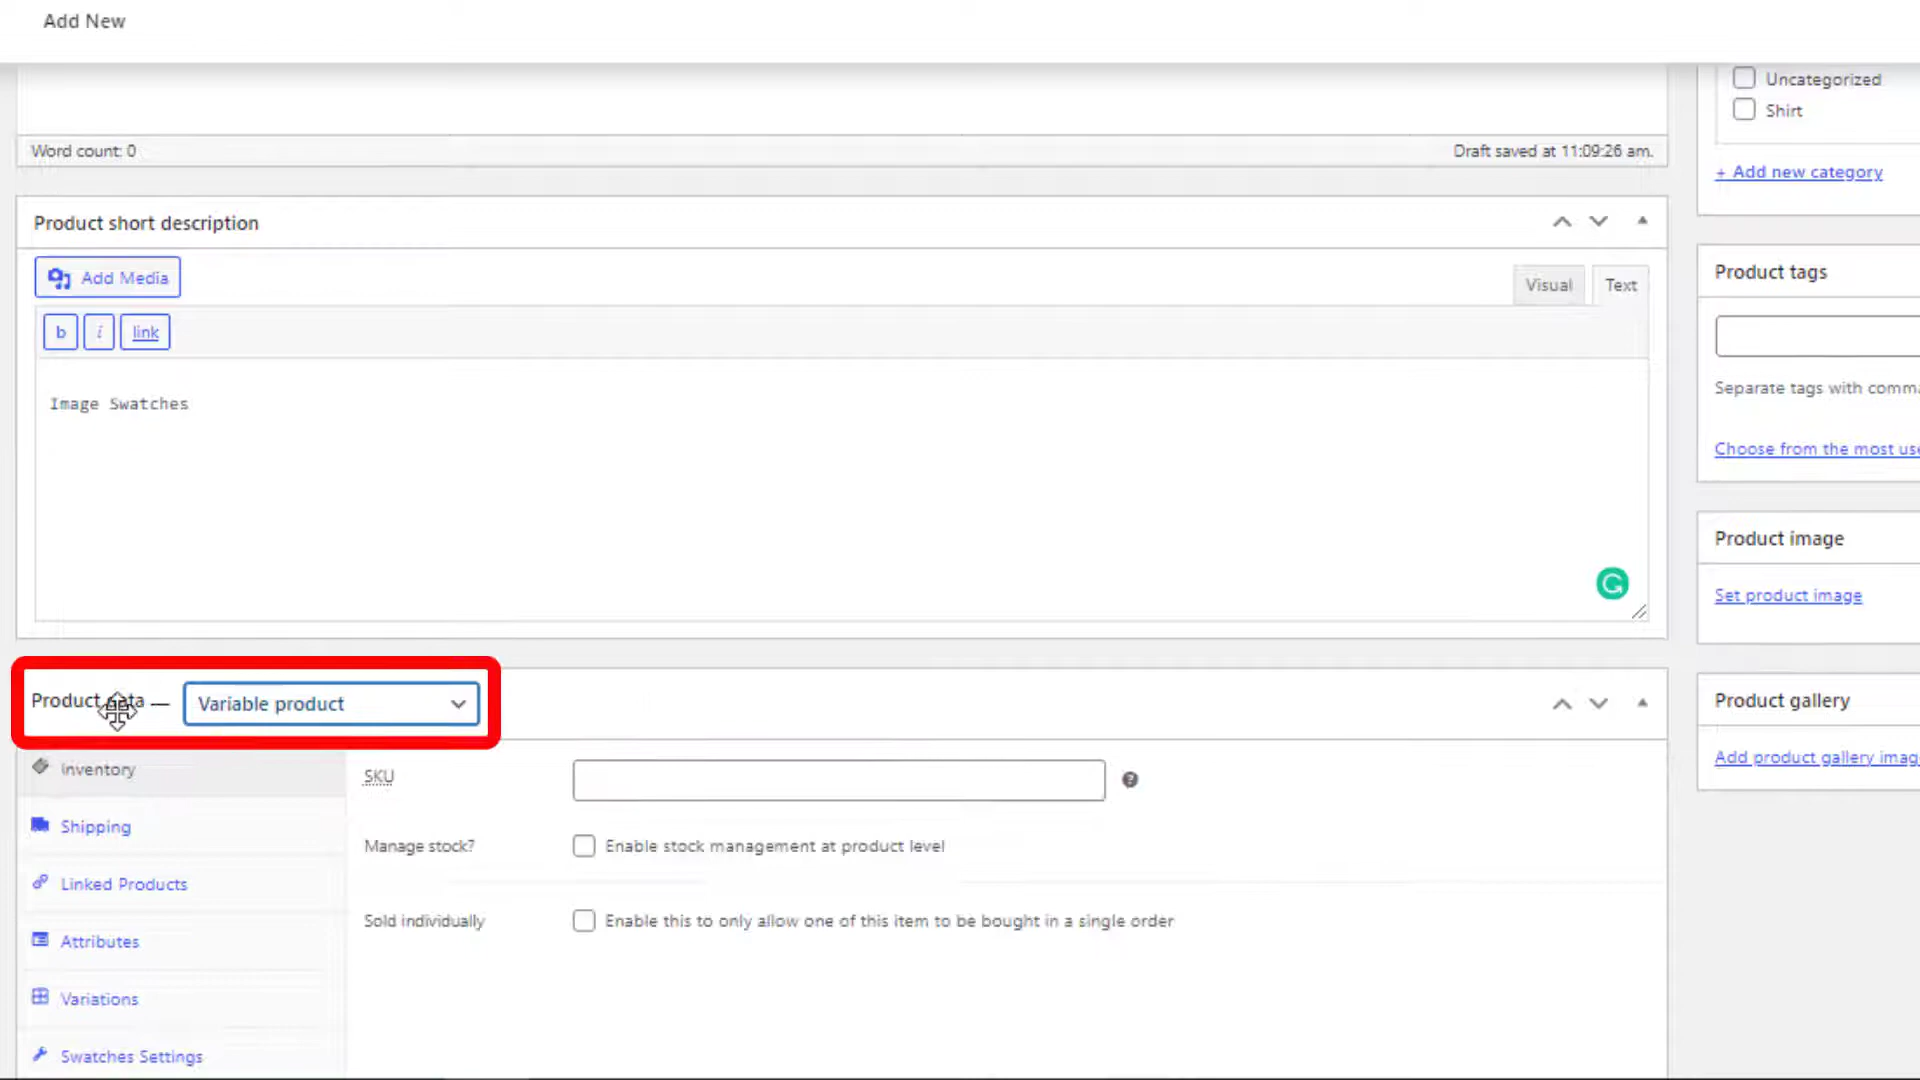 Add New
Uncategorized
Shirt
Word count: 0
Draft saved at 11:09:26 am.
+ Add new category
Product short description
Add Media
Visual
Text
b
i
link
Image Swatches
Product tags
Separate tags with comma
Choose from the most use
Product image
Set product image
Product data —
Variable product
Product gallery
Add product gallery imag
Inventory
Shipping
Linked Products
Attributes
Variations
Swatches Settings
SKU
Manage stock?
Enable stock management at product level
Sold individually
Enable this to only allow one of this item to be bought in a single order